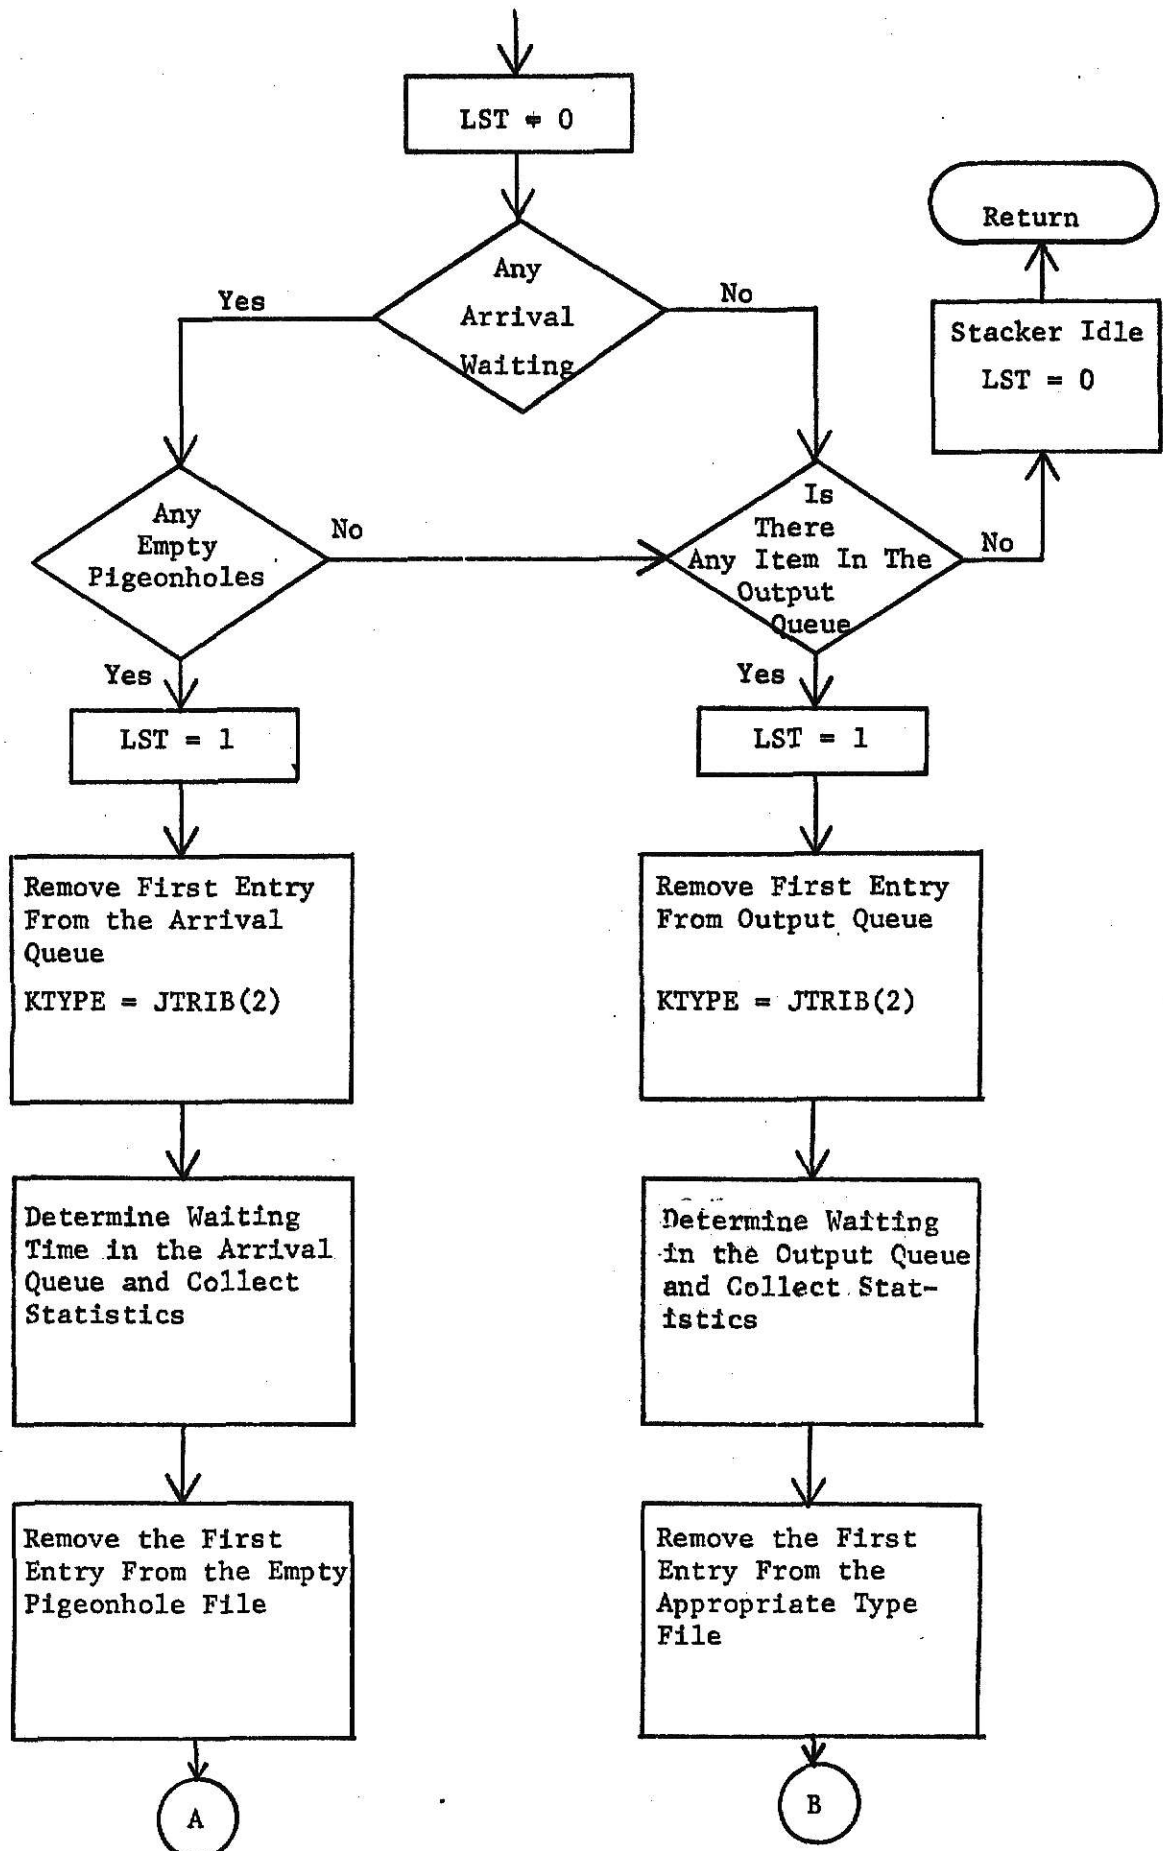 LST = 0
Any
Arrival
Waiting
Yes
No
Return
Stacker Idle
LST = 0
Any
Empty
Pigeonholes
No
Is
There
Any Item In The
Output
Queue
No
Yes
LST = 1
Remove First Entry
From the Arrival
Queue
KTYPE = JTRIB(2)
Determine Waiting
Time in the Arrival
Queue and Collect
Statistics
Remove the First
Entry From the Empty
Pigeonhole File
A
Yes
LST = 1
Remove First Entry
From Output Queue
KTYPE = JTRIB(2)
Determine Waiting
in the Output Queue
and Collect Stat-
istics
Remove the First
Entry From the
Appropriate Type
File
B